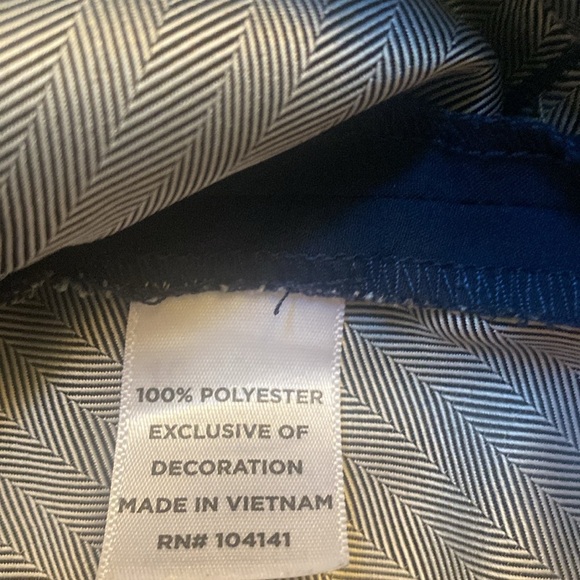 100% POLYESTER
EXCLUSIVE OF
DECORATION
MADE IN VIETNAM
RN# 104141